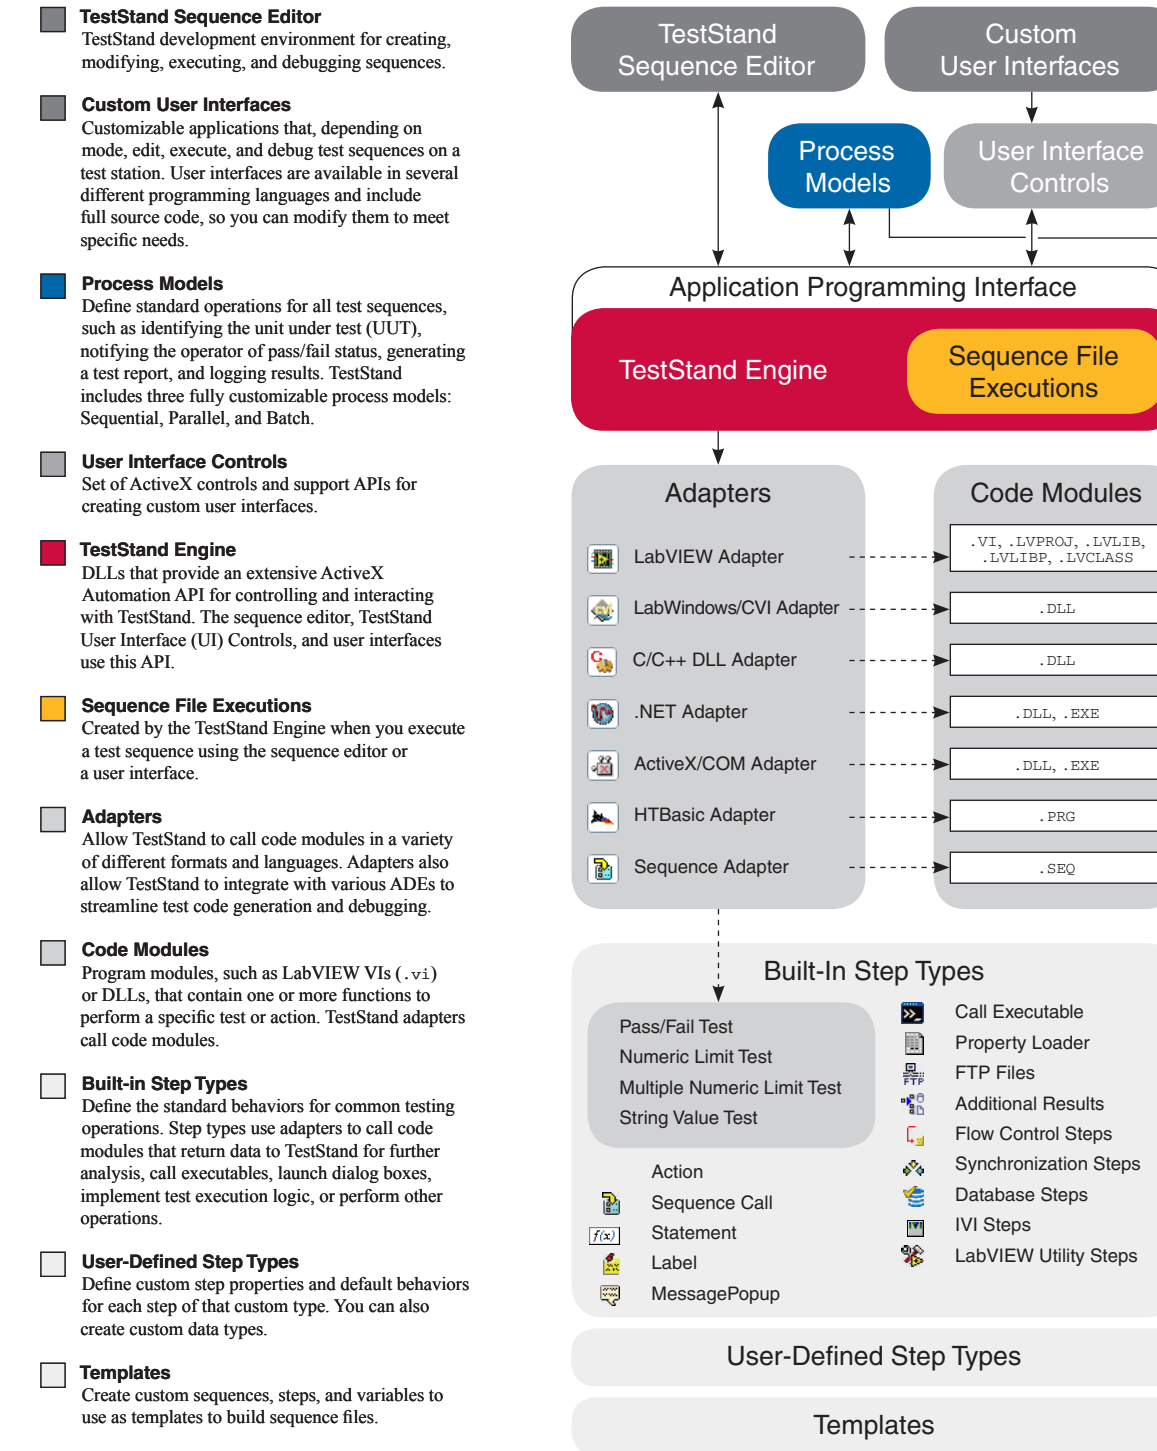 TestStand Sequence Editor
TestStand development environment for creating,
modifying, executing, and debugging sequences.
Custom User Interfaces
Customizable applications that, depending on
mode, edit, execute, and debug test sequences on a
test station. User interfaces are available in several
different programming languages and include
full source code, so you can modify them to meet
specific needs.
Process Models
Define standard operations for all test sequences,
such as identifying the unit under test (UUT),
notifying the operator of pass/fail status, generating
a test report, and logging results. TestStand
includes three fully customizable process models:
Sequential, Parallel, and Batch.
User Interface Controls
Set of ActiveX controls and support APIs for
creating custom user interfaces.
TestStand Engine
DLLs that provide an extensive ActiveX
Automation API for controlling and interacting
with TestStand. The sequence editor, TestStand
User Interface (UI) Controls, and user interfaces
use this API.
Sequence File Executions
Created by the TestStand Engine when you execute
a test sequence using the sequence editor or
a user interface.
Adapters
Allow TestStand to call code modules in a variety
of different formats and languages. Adapters also
allow TestStand to integrate with various ADEs to
streamline test code generation and debugging.
Code Modules
Program modules, such as LabVIEW VIs (.vi)
or DLLs, that contain one or more functions to
perform a specific test or action. TestStand adapters
call code modules.
Built-in Step Types
Define the standard behaviors for common testing
operations. Step types use adapters to call code
modules that return data to TestStand for further
analysis, call executables, launch dialog boxes,
implement test execution logic, or perform other
operations.
User-Defined Step Types
Define custom step properties and default behaviors
for each step of that custom type. You can also
create custom data types.
Templates
Create custom sequences, steps, and variables to
use as templates to build sequence files.
TestStand
Sequence Editor
Custom
User Interfaces
Process
Models
User Interface
Controls
Application Programming Interface
TestStand Engine
Sequence File
Executions
Adapters
LabVIEW Adapter
LabWindows/CVI Adapter
C/C++ DLL Adapter
.NET Adapter
ActiveX/COM Adapter
HTBasic Adapter
Sequence Adapter
Code Modules
.VI, .LVPROJ, .LVLIB,
.LVLIBP, .LVCLASS
.DLL
.DLL
.DLL, .EXE
.DLL, .EXE
.PRG
.SEQ
Built-In Step Types
Pass/Fail Test
Numeric Limit Test
Multiple Numeric Limit Test
String Value Test
Action
Sequence Call
f(x) Statement
Label
MessagePopup
Call Executable
Property Loader
FTP FTP Files
Additional Results
Flow Control Steps
Synchronization Steps
Database Steps
IVI IVI Steps
LabVIEW Utility Steps
User-Defined Step Types
Templates